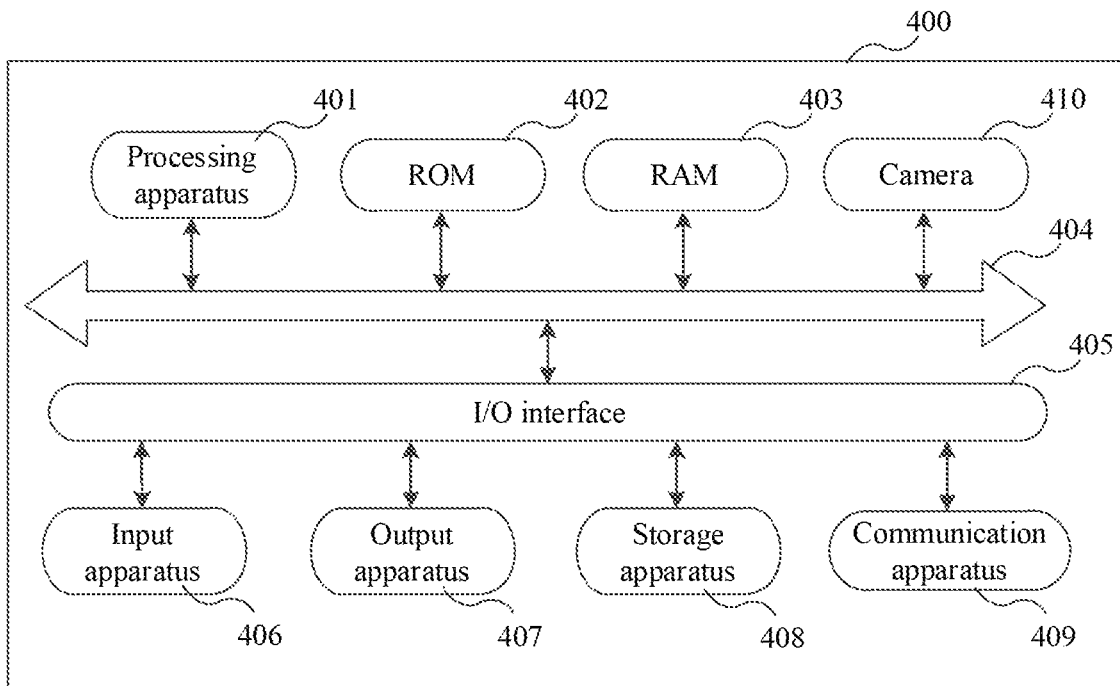 400
401
402
403
410
Processing
apparatus
ROM
RAM
Camera
404
405
I/O interface
Input
apparatus
Output
apparatus
Storage
apparatus
Communication
apparatus
406
407
408
409